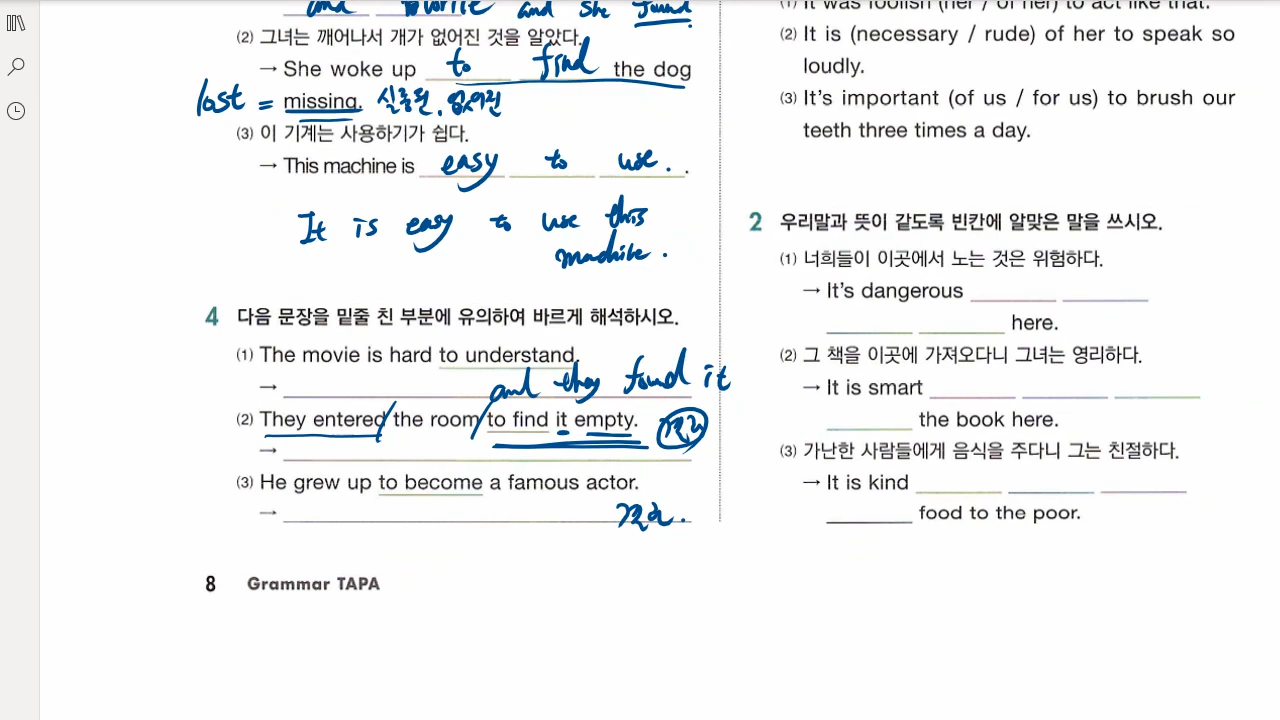 and favorite and she found
(2) 그녀는 깨어나서 개가 없어진 것을 알았다.
→ She woke up to find the dog
lost = missing. 실종된, 없어진
(3) 이 기계는 사용하기가 쉽다.
→ This machine is easy to use.
It is easy to use this
machine.
4 다음 문장을 밑줄 친 부분에 유의하여 바르게 해석하시오.
(1) The movie is hard to understand.
→
and they found it
(2) They entered the room to find it empty. 결과
→
(3) He grew up to become a famous actor.
→ 결과.
8 Grammar TAPA
(1) It was foolish (her / of her) to act like that.
(2) It is (necessary / rude) of her to speak so
loudly.
(3) It's important (of us / for us) to brush our
teeth three times a day.
2 우리말과 뜻이 같도록 빈칸에 알맞은 말을 쓰시오.
(1) 너희들이 이곳에서 노는 것은 위험하다.
→ It's dangerous
here.
(2) 그 책을 이곳에 가져오다니 그녀는 영리하다.
→ It is smart
the book here.
(3) 가난한 사람들에게 음식을 주다니 그는 친절하다.
→ It is kind
food to the poor.